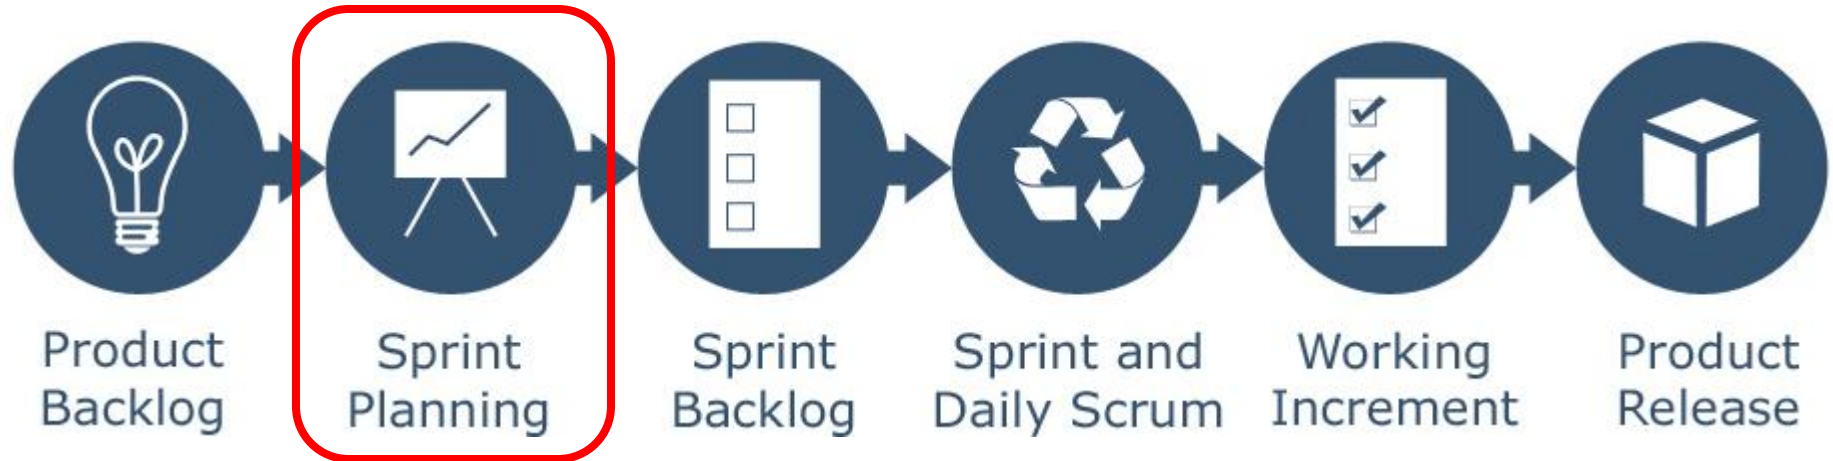 Product
Backlog
Sprint
Planning
Sprint
Backlog
Sprint and
Daily Scrum
Working
Increment
Product
Release